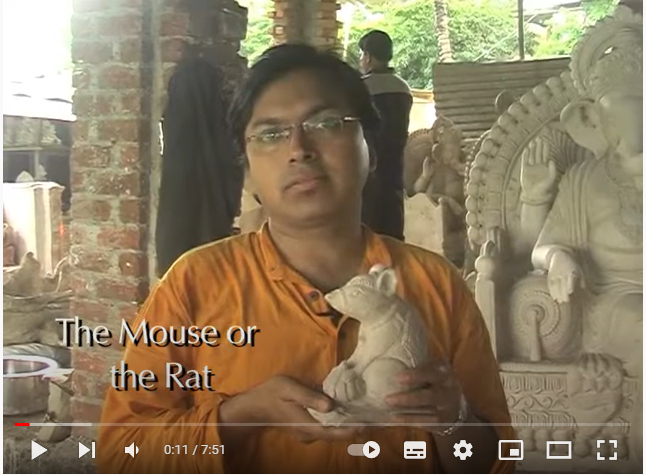 The Mouse or
the Rat
0:11 / 7:51